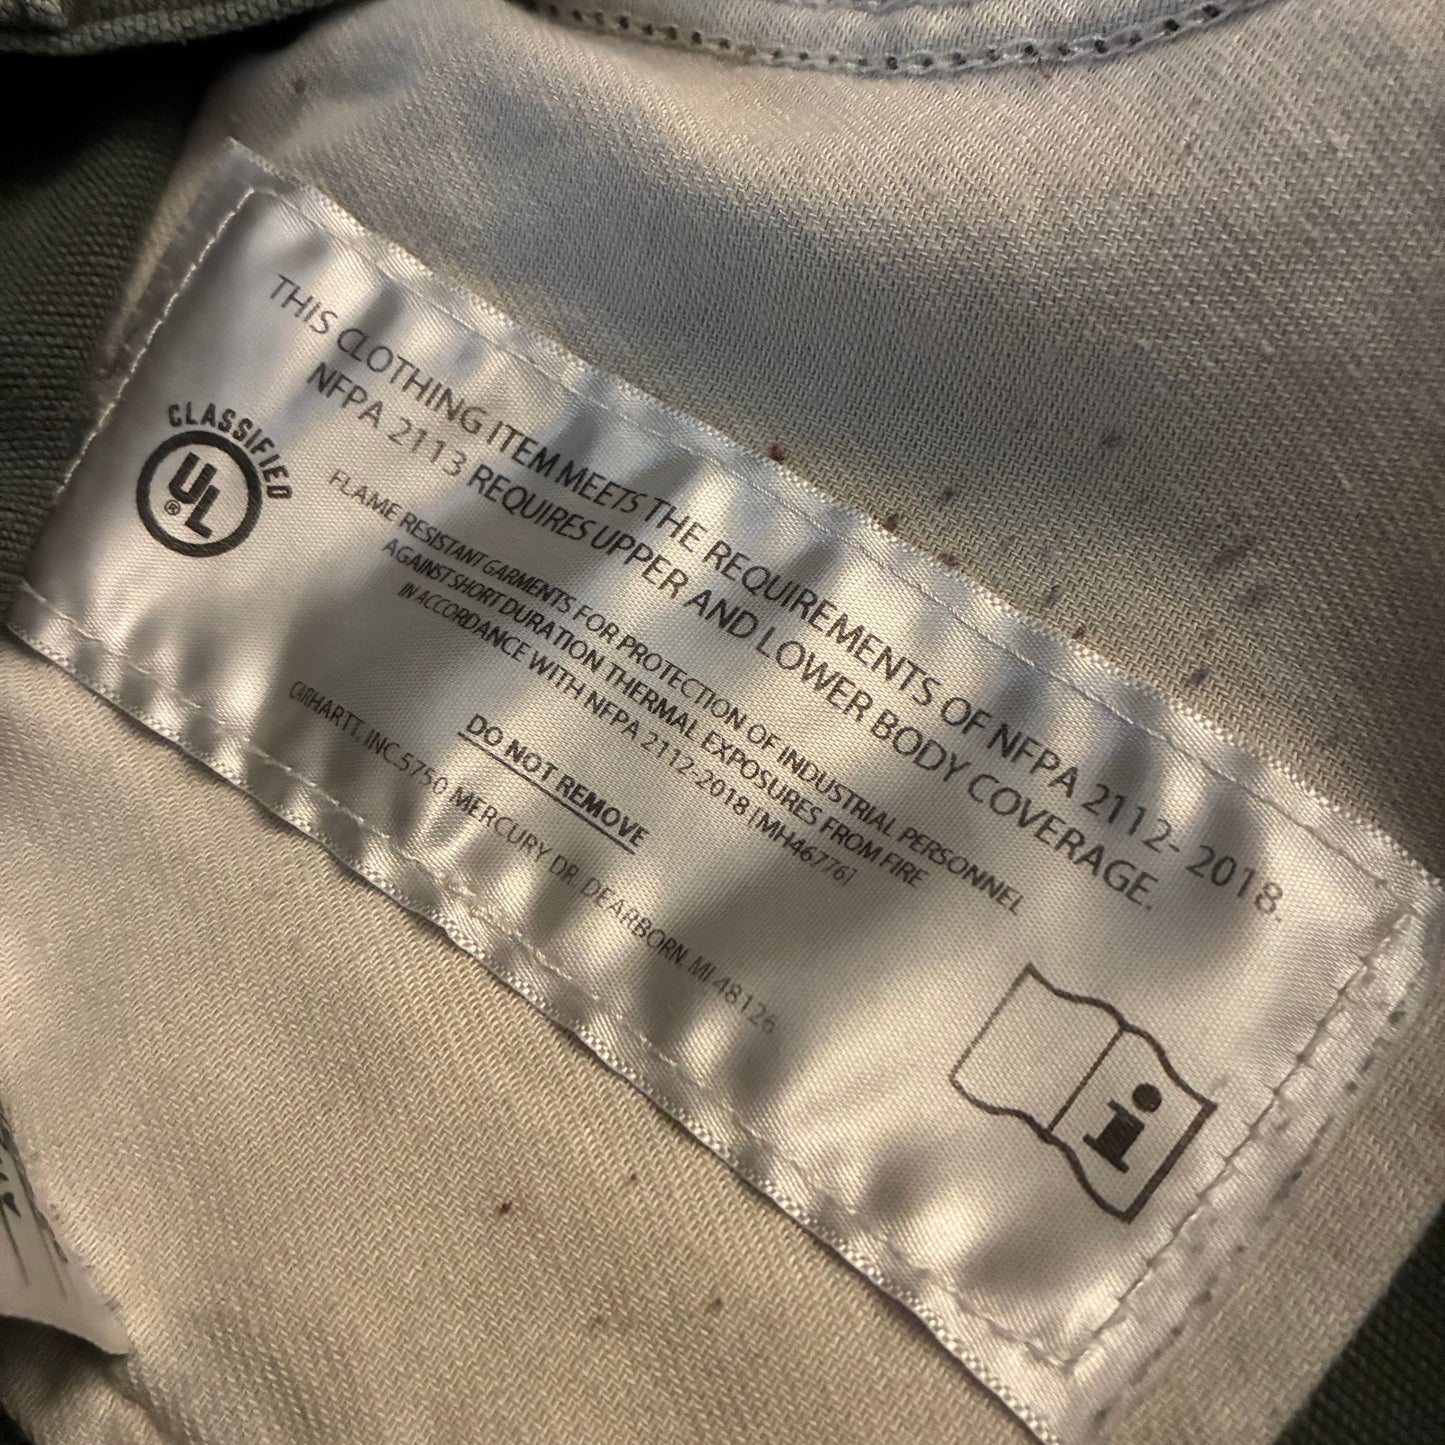 THIS CLOTHING ITEM MEETS THE REQUIREMENTS OF NFPA 2112- 2018.
NFPA 2113 REQUIRES UPPER AND LOWER BODY COVERAGE.
CLASSIFIED
UL
®
FLAME RESISTANT GARMENTS FOR PROTECTION OF INDUSTRIAL PERSONNEL
AGAINST SHORT DURATION THERMAL EXPOSURES FROM FIRE
IN ACCORDANCE WITH NFPA 2112-2018 [MH46776]
DO NOT REMOVE
CARHARTT, INC.5750 MERCURY DR. DEARBORN, MI 48126
i